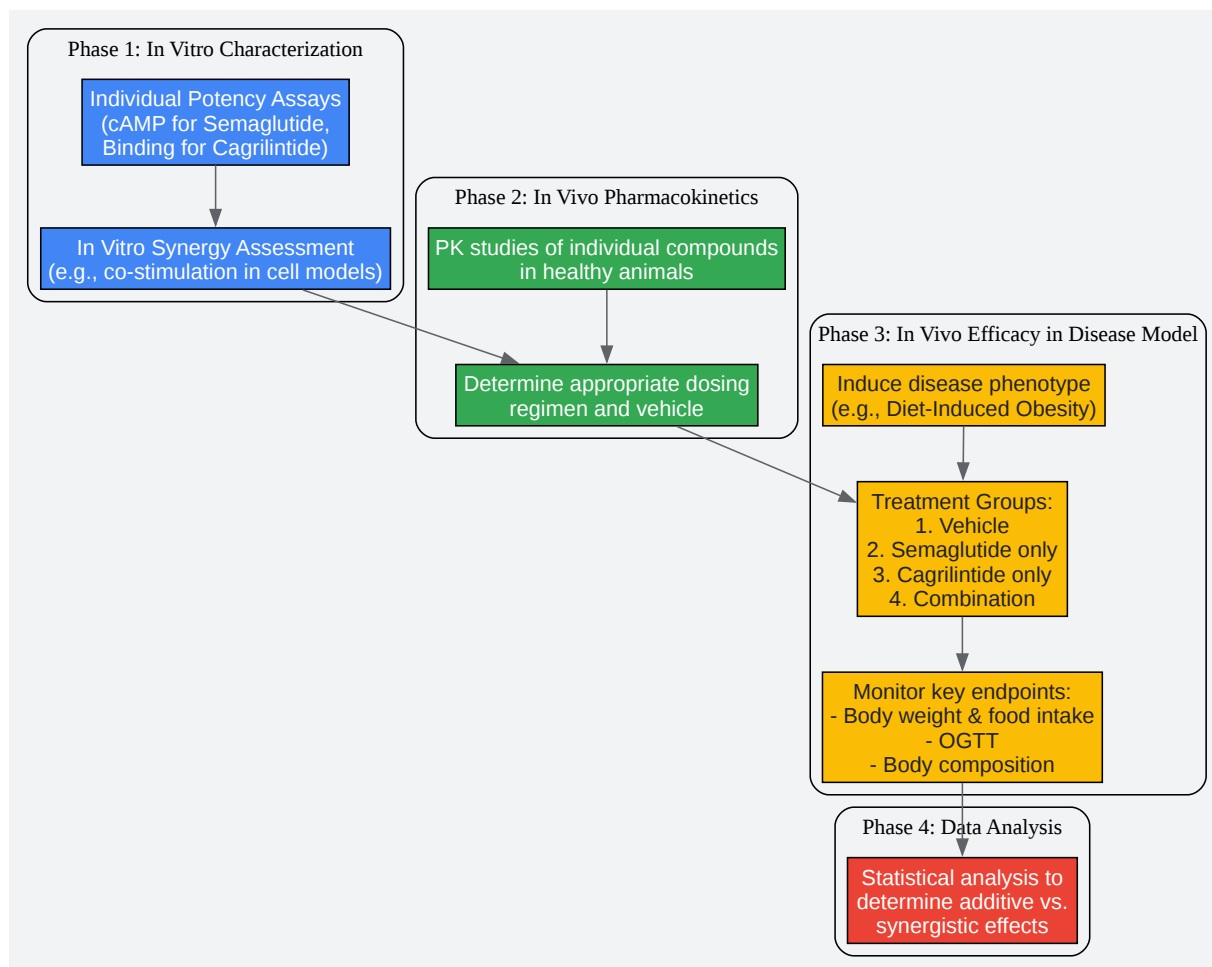 Phase 1: In Vitro Characterization
Individual Potency Assays
(cAMP for Semaglutide,
Binding for Cagrilintide)
In Vitro Synergy Assessment
(e.g., co-stimulation in cell models)
Phase 2: In Vivo Pharmacokinetics
PK studies of individual compounds
in healthy animals
Determine appropriate dosing
regimen and vehicle
Phase 3: In Vivo Efficacy in Disease Model
Induce disease phenotype
(e.g., Diet-Induced Obesity)
Treatment Groups:
1. Vehicle
2. Semaglutide only
3. Cagrilintide only
4. Combination
Monitor key endpoints:
- Body weight & food intake
- OGTT
- Body composition
Phase 4: Data Analysis
Statistical analysis to
determine additive vs.
synergistic effects